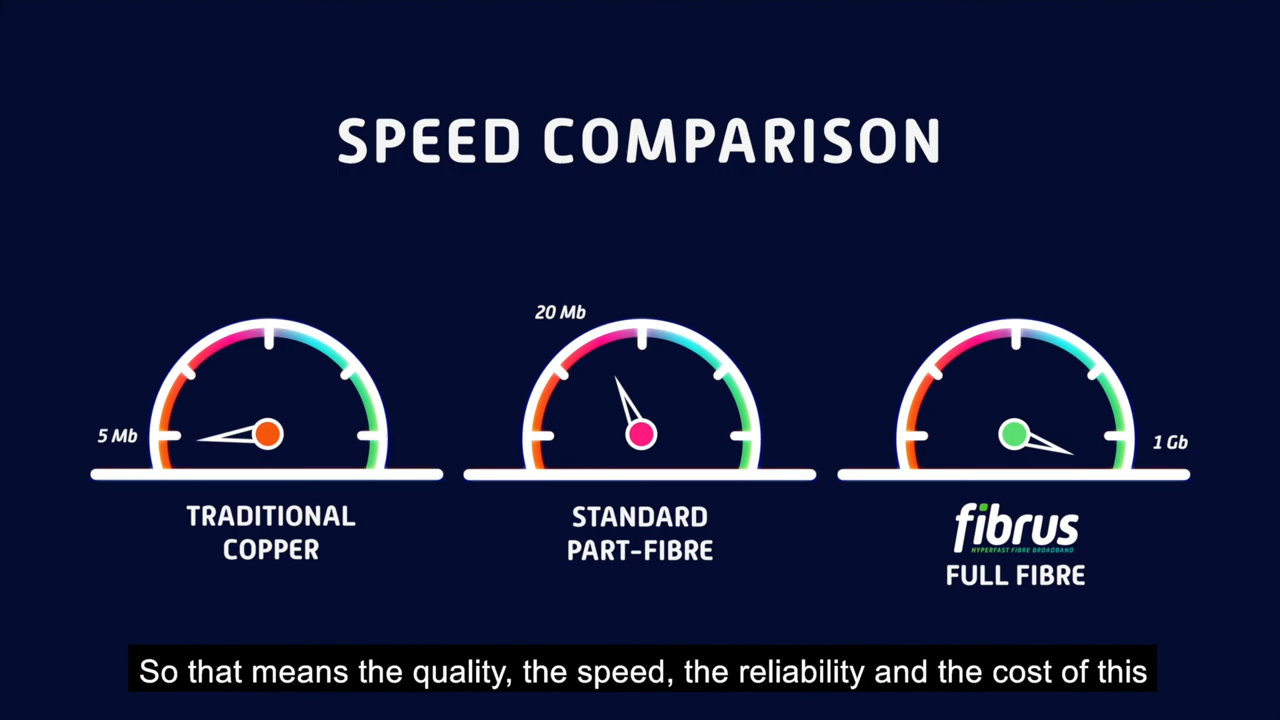 SPEED COMPARISON
5 Mb
20 Mb
1 Gb
TRADITIONAL
COPPER
STANDARD
PART-FIBRE
fibrus
HYPERFAST FIBRE BROADBAND
FULL FIBRE
So that means the quality, the speed, the reliability and the cost of this